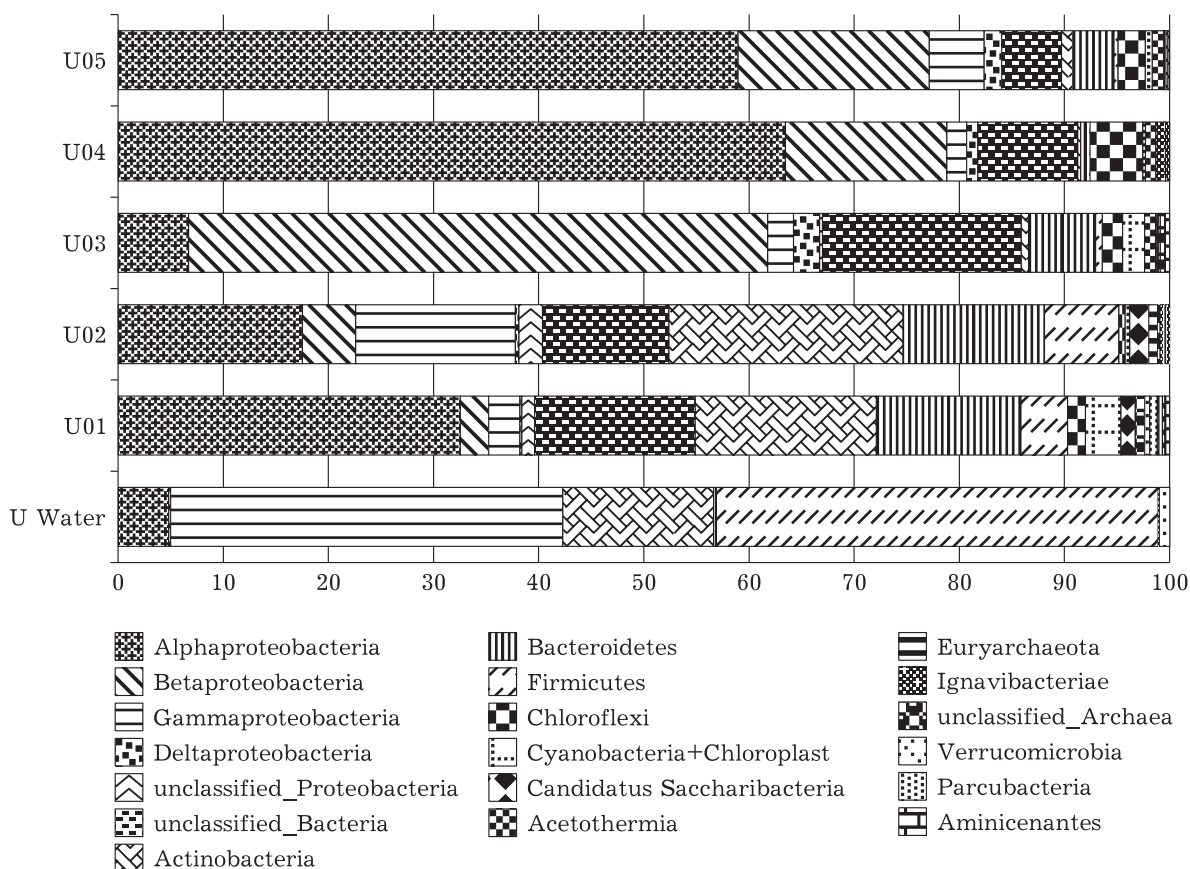 U05
U04
U03
U02
U01
U Water
0 10 20 30 40 50 60 70 80 90 100
Alphaproteobacteria
Betaproteobacteria
Gammaproteobacteria
Deltaproteobacteria
unclassified_Proteobacteria
unclassified_Bacteria
Actinobacteria
Bacteroidetes
Firmicutes
Chloroflexi
Cyanobacteria+Chloroplast
Candidatus Saccharibacteria
Acetothermia
Euryarchaeota
Ignavibacteriae
unclassified_Archaea
Verrucomicrobia
Parcubacteria
Aminicenantes